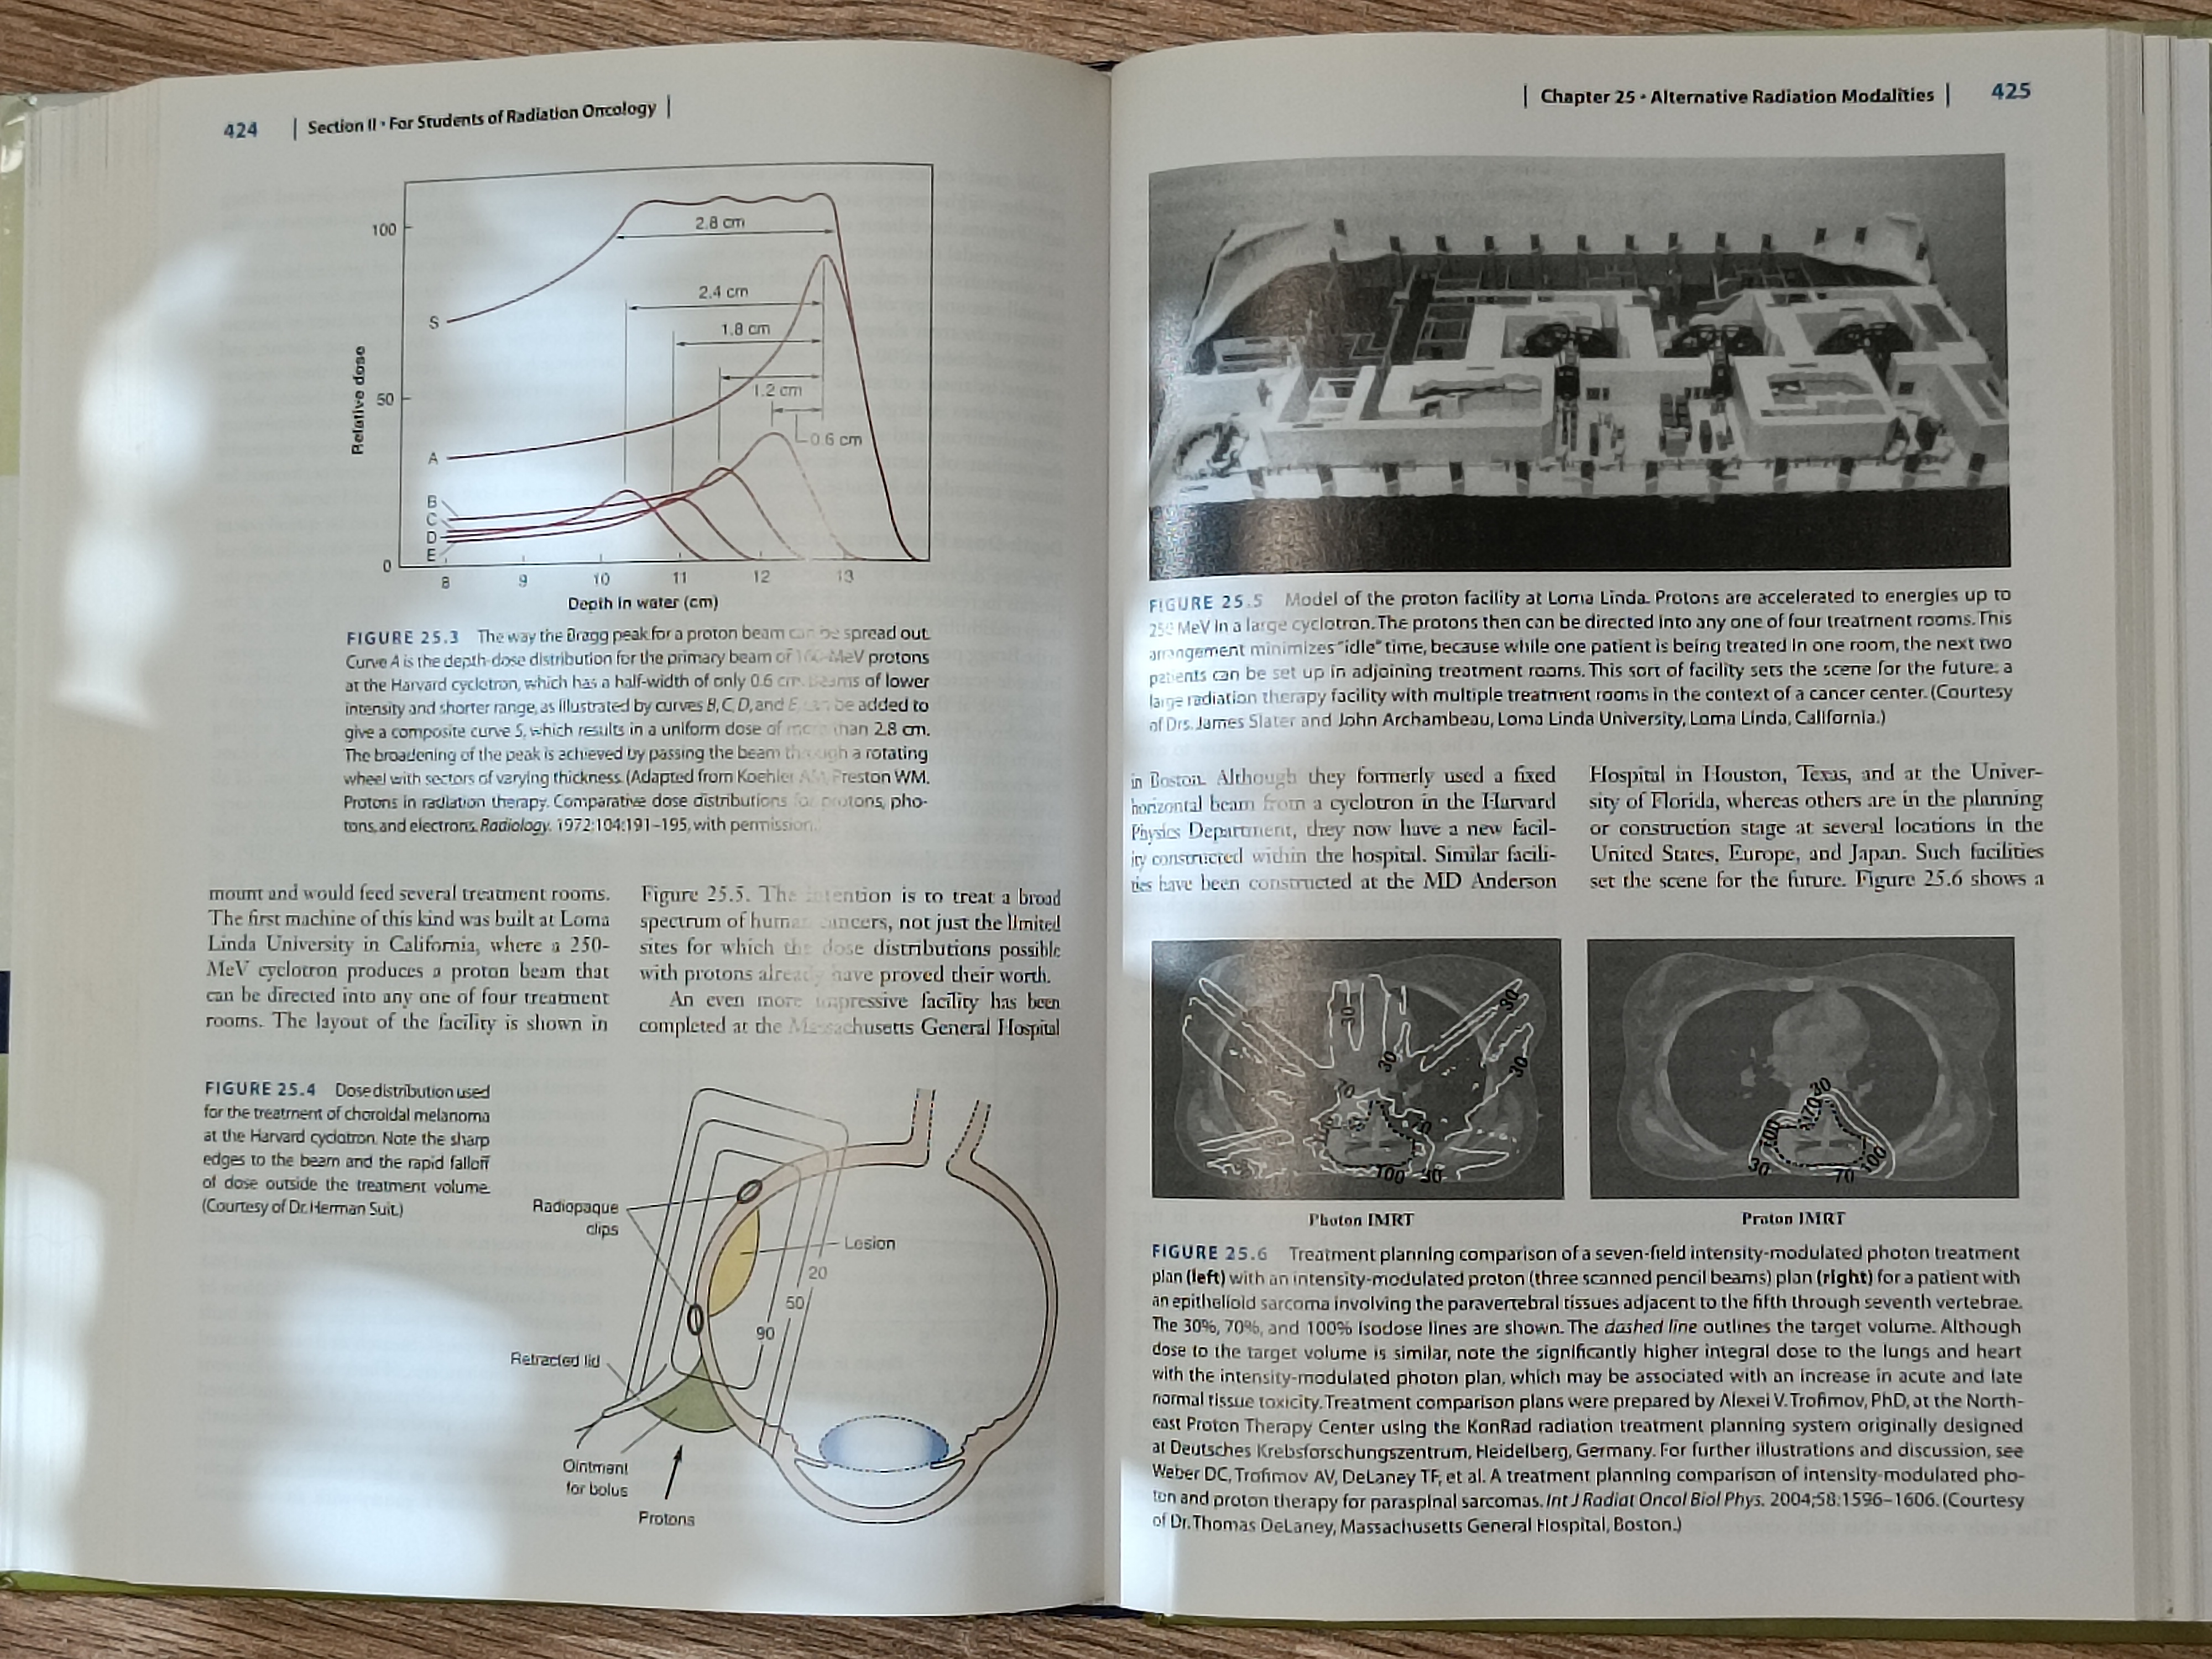 424 | Section II • For Students of Radiation Oncology |
100
50
0
Relative dose
S
A
B
C
D
E
2.8 cm
2.4 cm
1.8 cm
1.2 cm
0.6 cm
8 9 10 11 12 13
Depth in water (cm)
FIGURE 25.3 The way the Bragg peak for a proton beam can be spread out.
Curve A is the depth-dose distribution for the primary beam of MeV protons
at the Harvard cyclotron, which has a half-width of only 0.6 cm. Beams of lower
intensity and shorter range, as illustrated by curves B, C, D, and E, can be added to
give a composite curve S, which results in a uniform dose of more than 2.8 cm.
The broadening of the peak is achieved by passing the beam through a rotating
wheel with sectors of varying thickness. (Adapted from Koehler AM, Preston WM.
Protons in radiation therapy. Comparative dose distributions for protons, pho-
tons, and electrons. Radiology. 1972;104:191–195, with permission.)
mount and would feed several treatment rooms.
The first machine of this kind was built at Loma
Linda University in California, where a 250-
MeV cyclotron produces a proton beam that
can be directed into any one of four treatment
rooms. The layout of the facility is shown in
Figure 25.5. The intention is to treat a broad
spectrum of human cancers, not just the limited
sites for which the dose distributions possible
with protons already have proved their worth.
An even more impressive facility has been
completed at the Massachusetts General Hospital
FIGURE 25.4 Dose distribution used
for the treatment of choroidal melanoma
at the Harvard cyclotron. Note the sharp
edges to the beam and the rapid falloff
of dose outside the treatment volume.
(Courtesy of Dr. Herman Suit.)
Radiopaque
clips
Lesion
20
50
90
Retracted lid
Ointment
for bolus
Protons
| Chapter 25 • Alternative Radiation Modalities | 425
FIGURE 25.5 Model of the proton facility at Loma Linda. Protons are accelerated to energies up to
250 MeV in a large cyclotron. The protons then can be directed into any one of four treatment rooms. This
arrangement minimizes "idle" time, because while one patient is being treated in one room, the next two
patients can be set up in adjoining treatment rooms. This sort of facility sets the scene for the future: a
large radiation therapy facility with multiple treatment rooms in the context of a cancer center. (Courtesy
of Drs. James Slater and John Archambeau, Loma Linda University, Loma Linda, California.)
in Boston. Although they formerly used a fixed
horizontal beam from a cyclotron in the Harvard
Physics Department, they now have a new facil-
ity constructed within the hospital. Similar facili-
ties have been constructed at the MD Anderson
Hospital in Houston, Texas, and at the Univer-
sity of Florida, whereas others are in the planning
or construction stage at several locations in the
United States, Europe, and Japan. Such facilities
set the scene for the future. Figure 25.6 shows a
30
30
30
30
70
70
100
30
Photon IMRT
30
70
100
100
30
70
Proton IMRT
FIGURE 25.6 Treatment planning comparison of a seven-field intensity-modulated photon treatment
plan (left) with an intensity-modulated proton (three scanned pencil beams) plan (right) for a patient with
an epithelioid sarcoma involving the paravertebral tissues adjacent to the fifth through seventh vertebrae.
The 30%, 70%, and 100% isodose lines are shown. The dashed line outlines the target volume. Although
dose to the target volume is similar, note the significantly higher integral dose to the lungs and heart
with the intensity-modulated photon plan, which may be associated with an increase in acute and late
normal tissue toxicity. Treatment comparison plans were prepared by Alexei V. Trofimov, PhD, at the North-
east Proton Therapy Center using the KonRad radiation treatment planning system originally designed
at Deutsches Krebsforschungszentrum, Heidelberg, Germany. For further illustrations and discussion, see
Weber DC, Trofimov AV, DeLaney TF, et al. A treatment planning comparison of intensity-modulated pho-
ton and proton therapy for paraspinal sarcomas. Int J Radiat Oncol Biol Phys. 2004;58:1596–1606. (Courtesy
of Dr. Thomas DeLaney, Massachusetts General Hospital, Boston.)